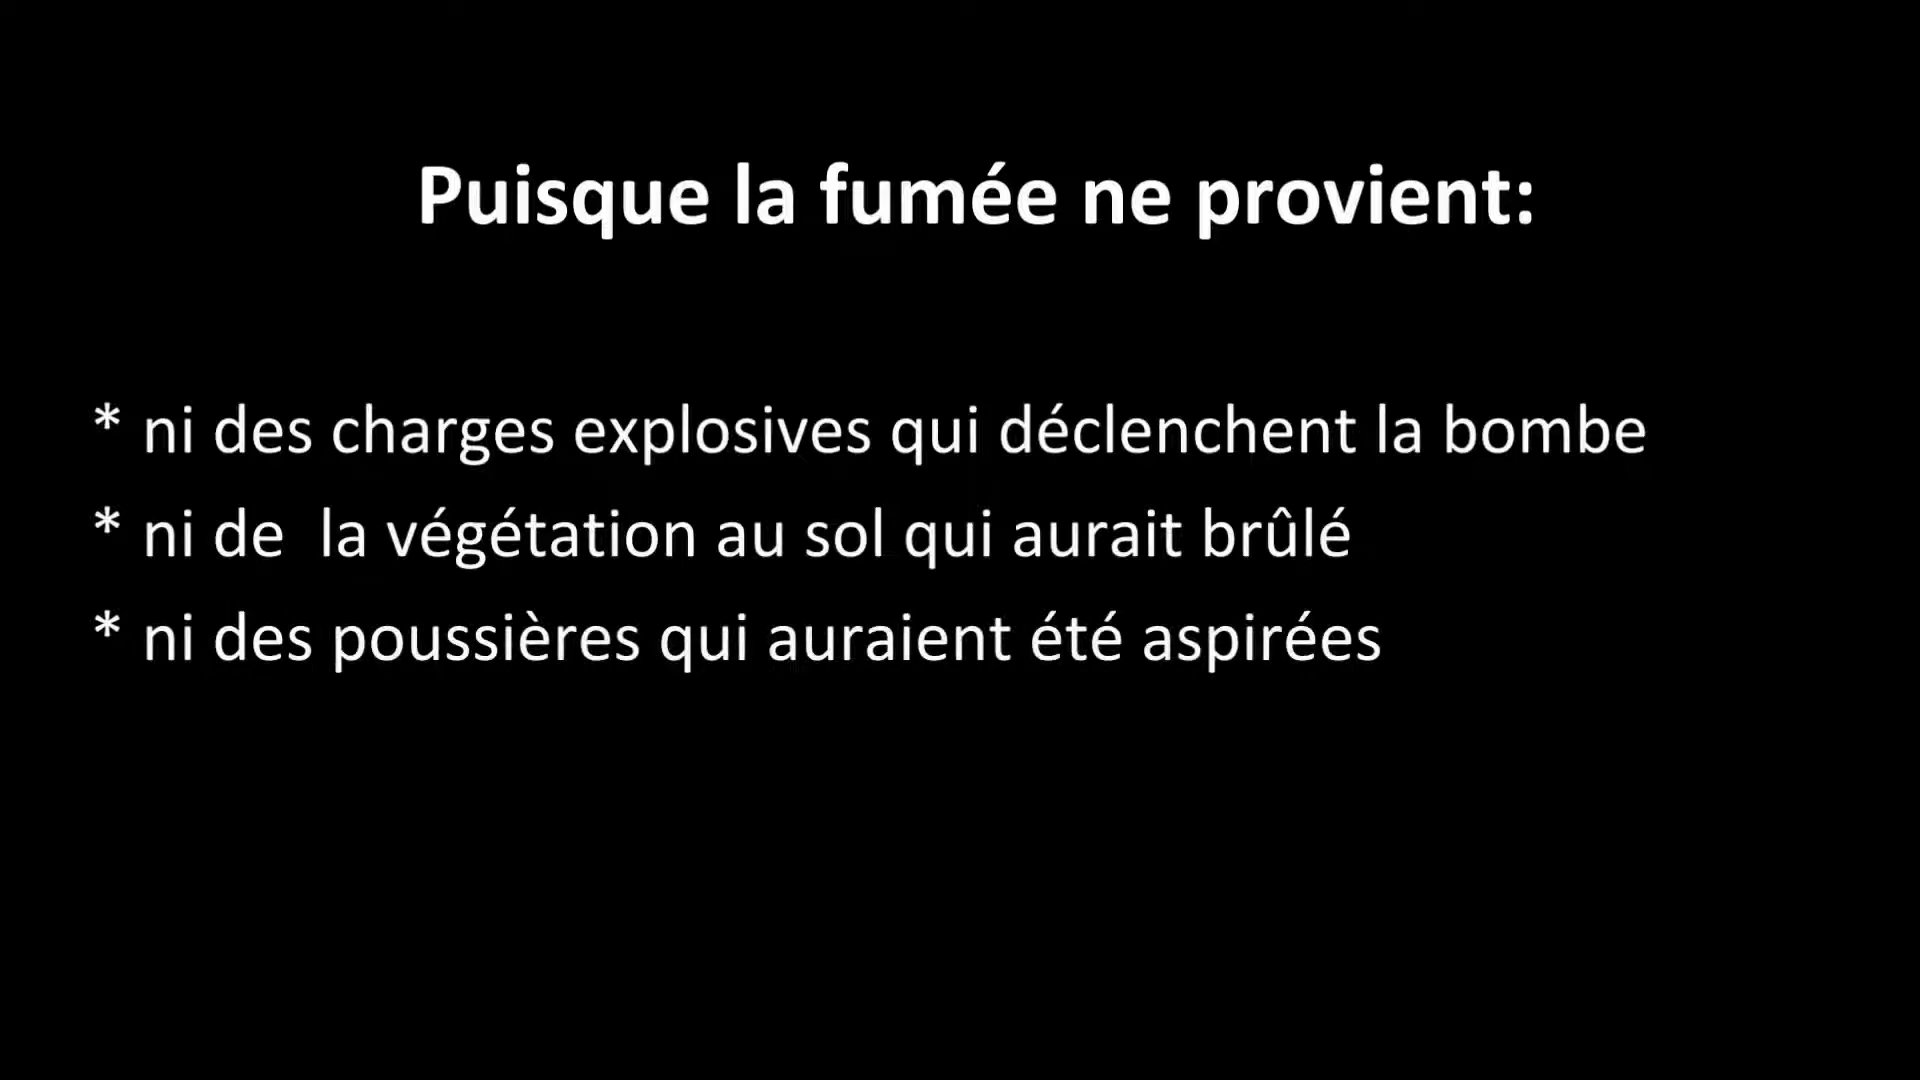 Puisque la fumée ne provient:
* ni des charges explosives qui déclenchent la bombe
* ni de  la végétation au sol qui aurait brûlé
* ni des poussières qui auraient été aspirées